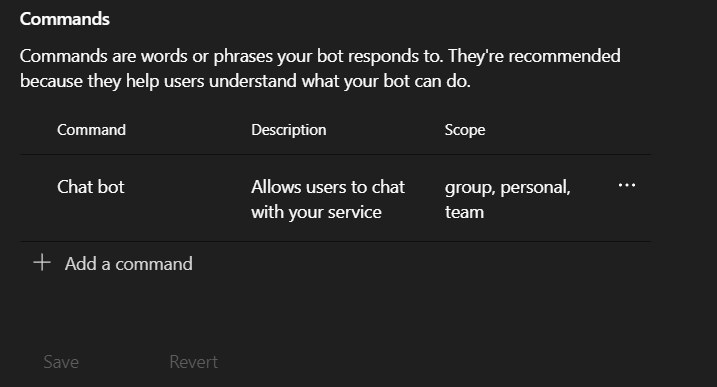 Commands
Commands are words or phrases your bot responds to. They're recommended
because they help users understand what your bot can do.
Command Description Scope
Chat bot Allows users to chat group, personal, ...
with your service team
+ Add a command
Save Revert